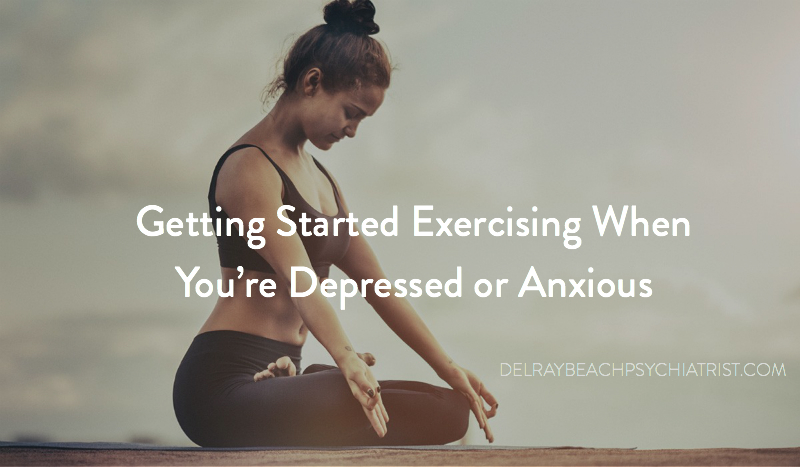 Getting Started Exercising When
You're Depressed or Anxious
DELRAYBEACHPSYCHIATRIST.COM